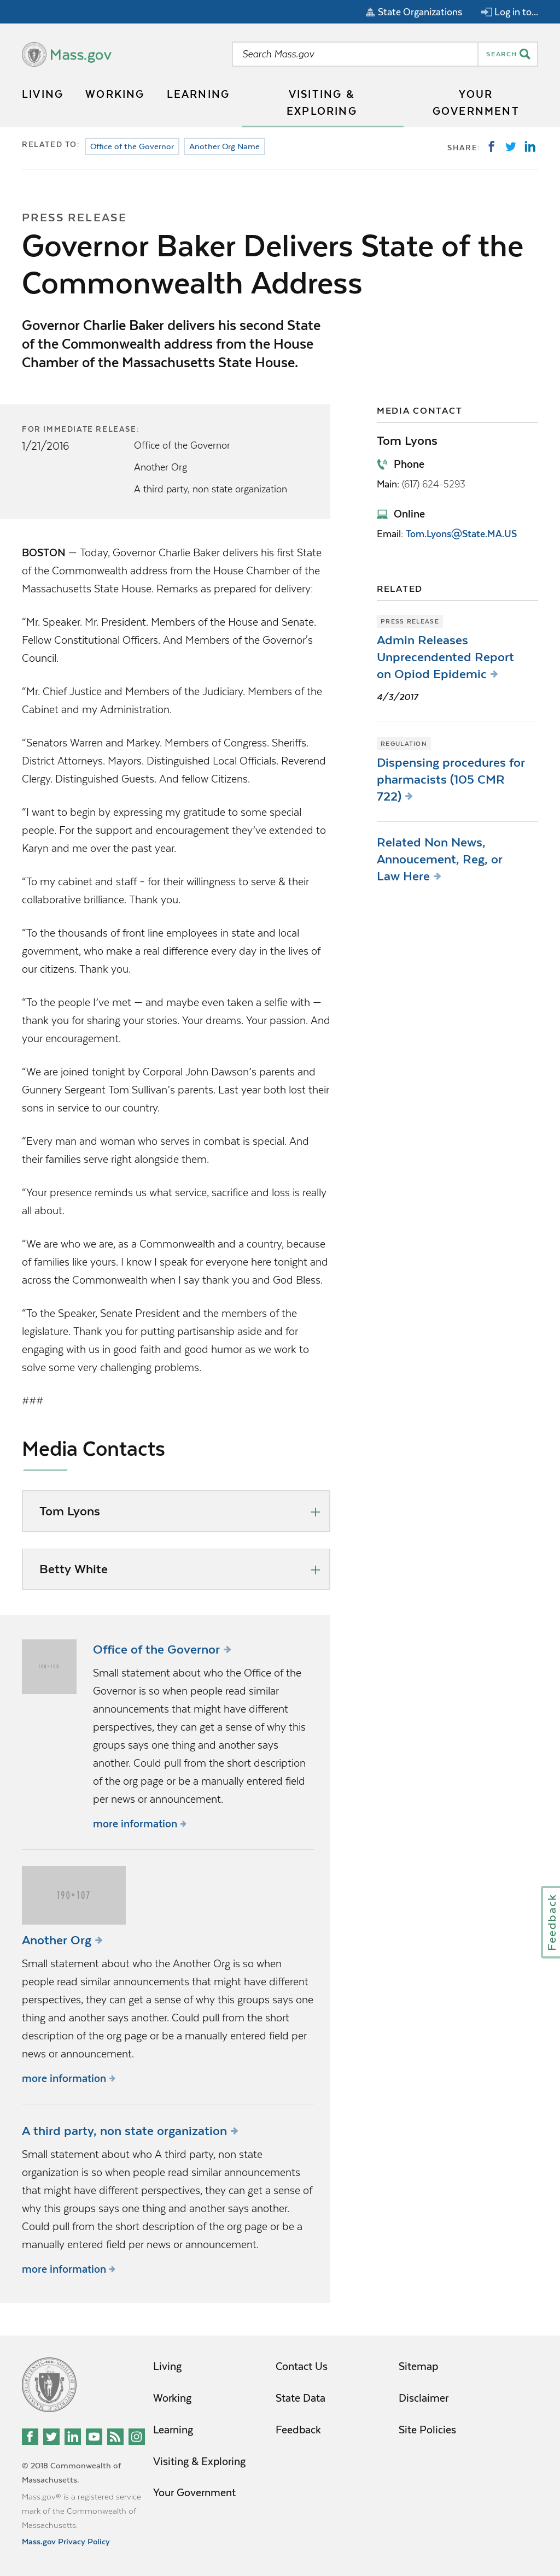 State Organizations Log in to...
Mass.gov
Search Mass.gov
SEARCH
LIVING WORKING LEARNING VISITING & EXPLORING YOUR GOVERNMENT
RELATED TO: Office of the Governor Another Org Name
SHARE:
PRESS RELEASE
Governor Baker Delivers State of the
Commonwealth Address
Governor Charlie Baker delivers his second State
of the Commonwealth address from the House
Chamber of the Massachusetts State House.
FOR IMMEDIATE RELEASE:
1/21/2016
Office of the Governor
Another Org
A third party, non state organization
BOSTON — Today, Governor Charlie Baker delivers his first State
of the Commonwealth address from the House Chamber of the
Massachusetts State House. Remarks as prepared for delivery:
“Mr. Speaker. Mr. President. Members of the House and Senate.
Fellow Constitutional Officers. And Members of the Governor's
Council.
“Mr. Chief Justice and Members of the Judiciary. Members of the
Cabinet and my Administration.
“Senators Warren and Markey. Members of Congress. Sheriffs.
District Attorneys. Mayors. Distinguished Local Officials. Reverend
Clergy. Distinguished Guests. And fellow Citizens.
“I want to begin by expressing my gratitude to some special
people. For the support and encouragement they’ve extended to
Karyn and me over the past year.
“To my cabinet and staff – for their willingness to serve & their
collaborative brilliance. Thank you.
“To the thousands of front line employees in state and local
government, who make a real difference every day in the lives of
our citizens. Thank you.
“To the people I’ve met — and maybe even taken a selfie with —
thank you for sharing your stories. Your dreams. Your passion. And
your encouragement.
“We are joined tonight by Corporal John Dawson’s parents and
Gunnery Sergeant Tom Sullivan’s parents. Last year both lost their
sons in service to our country.
“Every man and woman who serves in combat is special. And
their families serve right alongside them.
“Your presence reminds us what service, sacrifice and loss is really
all about.
“We are who we are, as a Commonwealth and a country, because
of families like yours. I know I speak for everyone here tonight and
across the Commonwealth when I say thank you and God Bless.
“To the Speaker, Senate President and the members of the
legislature. Thank you for putting partisanship aside and for
engaging with us in good faith and good humor as we work to
solve some very challenging problems.
###
MEDIA CONTACT
Tom Lyons
Phone
Main: (617) 624-5293
Online
Email: Tom.Lyons@State.MA.US
RELATED
PRESS RELEASE
Admin Releases
Unprecendented Report
on Opiod Epidemic
4/3/2017
REGULATION
Dispensing procedures for
pharmacists (105 CMR
722)
Related Non News,
Annoucement, Reg, or
Law Here
Media Contacts
Tom Lyons
Betty White
Office of the Governor
Small statement about who the Office of the
Governor is so when people read similar
announcements that might have different
perspectives, they can get a sense of why this
groups says one thing and another says
another. Could pull from the short description
of the org page or be a manually entered field
per news or announcement.
more information
190×107
Another Org
Small statement about who the Another Org is so when
people read similar announcements that might have different
perspectives, they can get a sense of why this groups says one
thing and another says another. Could pull from the short
description of the org page or be a manually entered field per
news or announcement.
more information
A third party, non state organization
Small statement about who A third party, non state
organization is so when people read similar announcements
that might have different perspectives, they can get a sense of
why this groups says one thing and another says another.
Could pull from the short description of the org page or be a
manually entered field per news or announcement.
more information
Feedback
Living
Working
Learning
Visiting & Exploring
Your Government
Contact Us
State Data
Feedback
Sitemap
Disclaimer
Site Policies
© 2018 Commonwealth of
Massachusetts.
Mass.gov® is a registered service
mark of the Commonwealth of
Massachusetts.
Mass.gov Privacy Policy